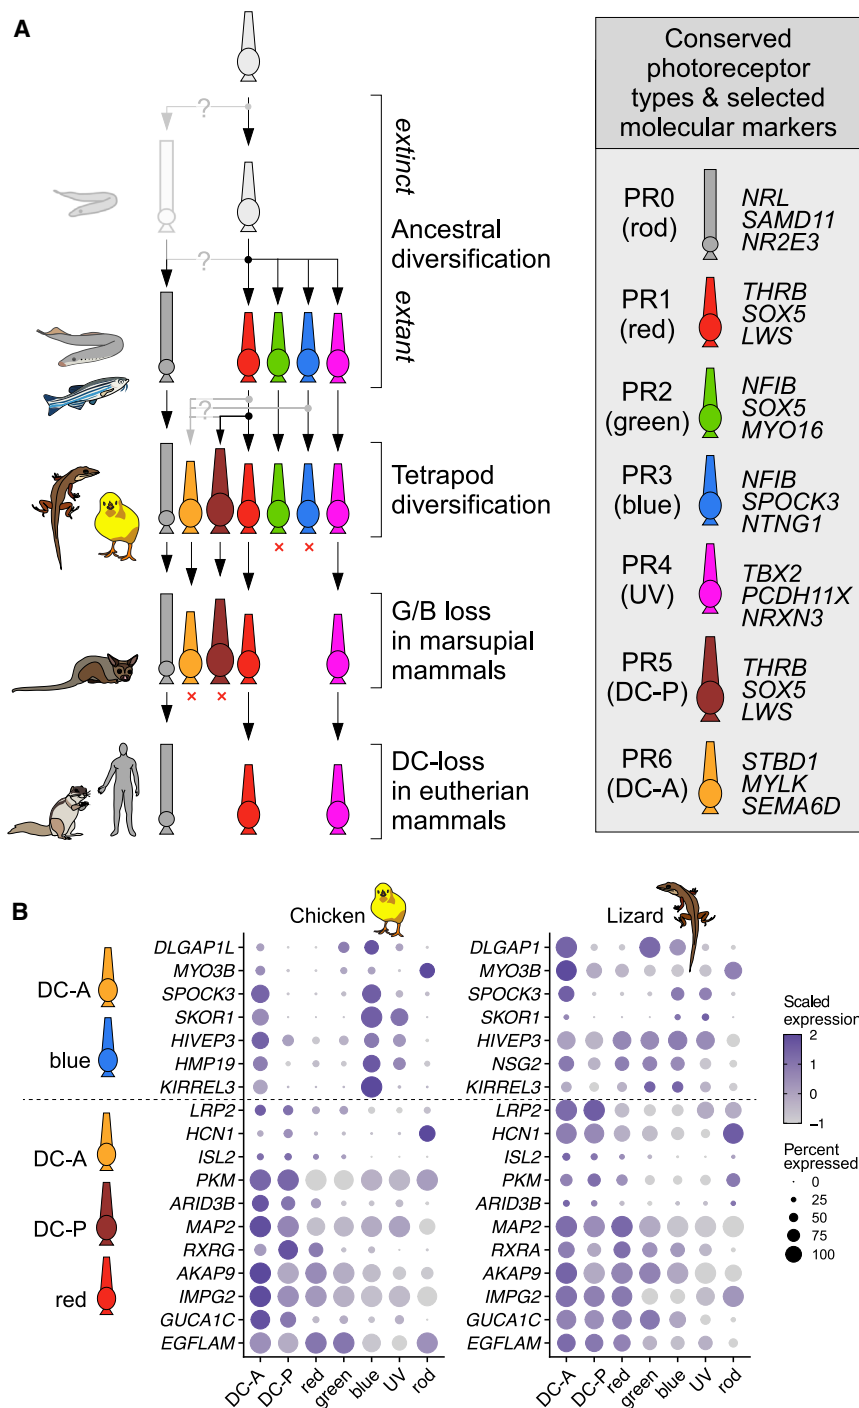 A
?
?
?
extinct
extant
Ancestral
diversification
Tetrapod
diversification
× ×
G/B loss
in marsupial
mammals
× ×
DC-loss
in eutherian
mammals
Conserved
photoreceptor
types & selected
molecular markers
PR0
(rod)
NRL
SAMD11
NR2E3
PR1
(red)
THRB
SOX5
LWS
PR2
(green)
NFIB
SOX5
MYO16
PR3
(blue)
NFIB
SPOCK3
NTNG1
PR4
(UV)
TBX2
PCDH11X
NRXN3
PR5
(DC-P)
THRB
SOX5
LWS
PR6
(DC-A)
STBD1
MYLK
SEMA6D
B
DC-A
blue
DC-A
DC-P
red
Chicken
DLGAP1L
MYO3B
SPOCK3
SKOR1
HIVEP3
HMP19
KIRREL3
LRP2
HCN1
ISL2
PKM
ARID3B
MAP2
RXRG
AKAP9
IMPG2
GUCA1C
EGFLAM
DC-A
DC-P
red
green
blue
UV
rod
Lizard
DLGAP1
MYO3B
SPOCK3
SKOR1
HIVEP3
NSG2
KIRREL3
LRP2
HCN1
ISL2
PKM
ARID3B
MAP2
RXRA
AKAP9
IMPG2
GUCA1C
EGFLAM
DC-A
DC-P
red
green
blue
UV
rod
Scaled
expression
2
1
0
−1
Percent
expressed
0
25
50
75
100